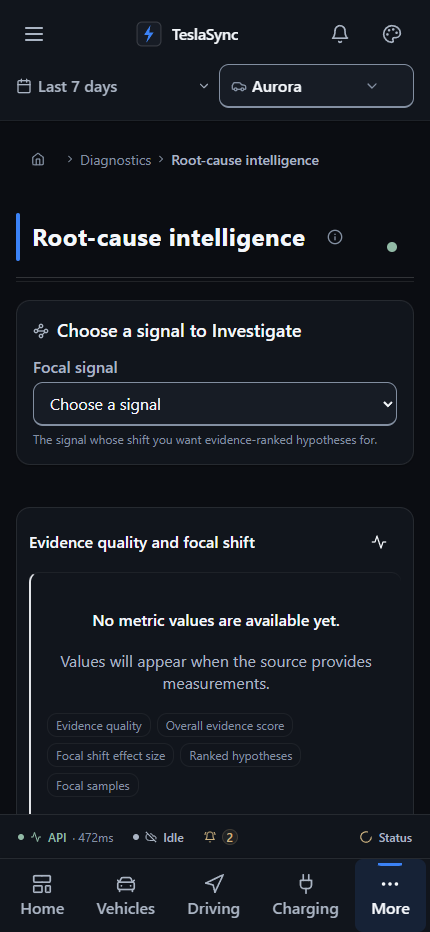 TeslaSync
Last 7 days
Aurora
Diagnostics
Root-cause intelligence
Root-cause intelligence
Choose a signal to Investigate
Focal signal
Choose a signal
The signal whose shift you want evidence-ranked hypotheses for.
Evidence quality and focal shift
No metric values are available yet.
Values will appear when the source provides
measurements.
Evidence quality
Overall evidence score
Focal shift effect size
Ranked hypotheses
Focal samples
API · 472ms
Idle
2
Status
Home
Vehicles
Driving
Charging
More